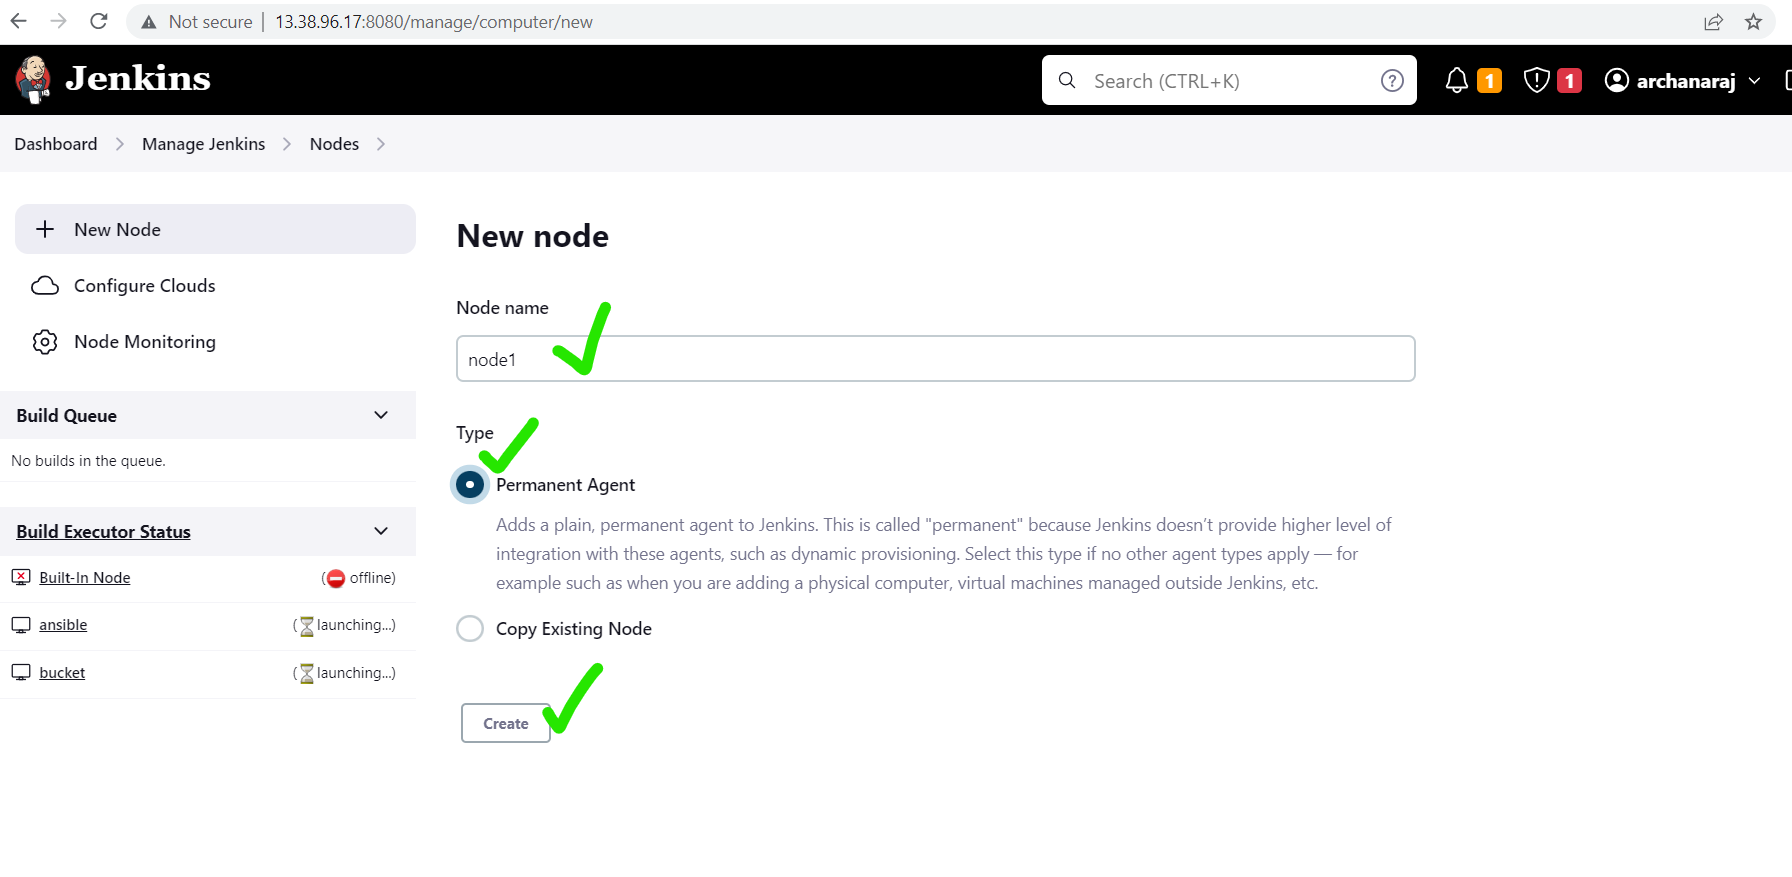 Not secure | 13.38.96.17:8080/manage/computer/new
Jenkins
Search (CTRL+K)
?
1
1
archanaraj
Dashboard
Manage Jenkins
Nodes
New Node
Configure Clouds
Node Monitoring
Build Queue
No builds in the queue.
Build Executor Status
Built-In Node
(offline)
ansible
(launching...)
bucket
(launching...)
New node
Node name
node1
Type
Permanent Agent
Adds a plain, permanent agent to Jenkins. This is called "permanent" because Jenkins doesn’t provide higher level of
integration with these agents, such as dynamic provisioning. Select this type if no other agent types apply — for
example such as when you are adding a physical computer, virtual machines managed outside Jenkins, etc.
Copy Existing Node
Create